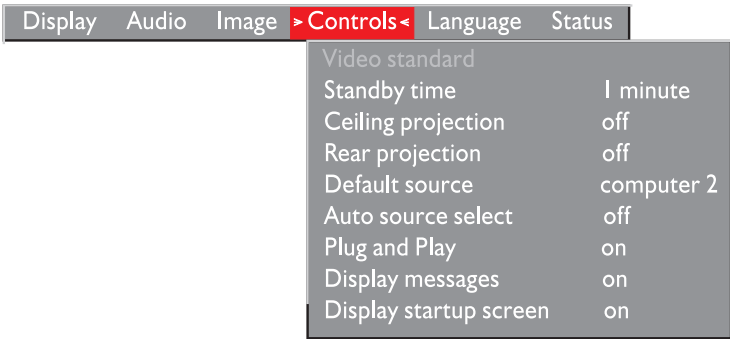 Display Audio Image >Controls< Language Status
Video standard
Standby time 1 minute
Ceiling projection off
Rear projection off
Default source computer 2
Auto source select off
Plug and Play on
Display messages on
Display startup screen on